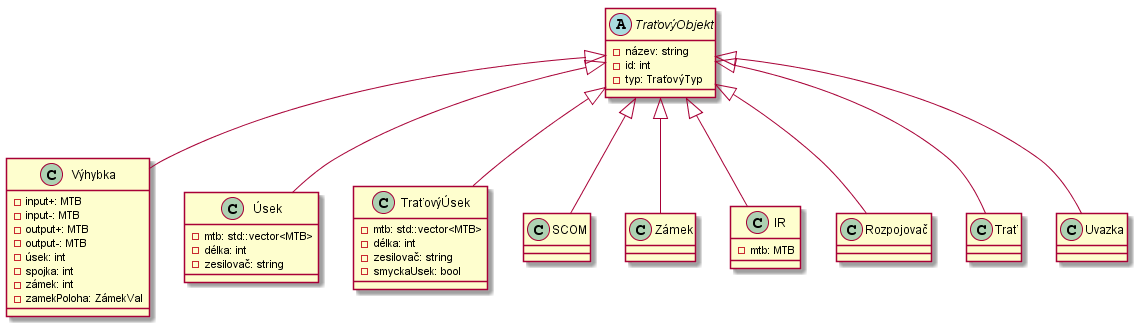 A TraťovýObjekt
název: string
id: int
typ: TraťovýTyp
C Výhybka
input+: MTB
input-: MTB
output+: MTB
output-: MTB
úsek: int
spojka: int
zámek: int
zamekPoloha: ZámekVal
C Úsek
mtb: std::vector<MTB>
délka: int
zesilovač: string
C TraťovýÚsek
mtb: std::vector<MTB>
délka: int
zesilovač: string
smyckaUsek: bool
C SCOM
C Zámek
C IR
mtb: MTB
C Rozpojovač
C Trať
C Uvazka